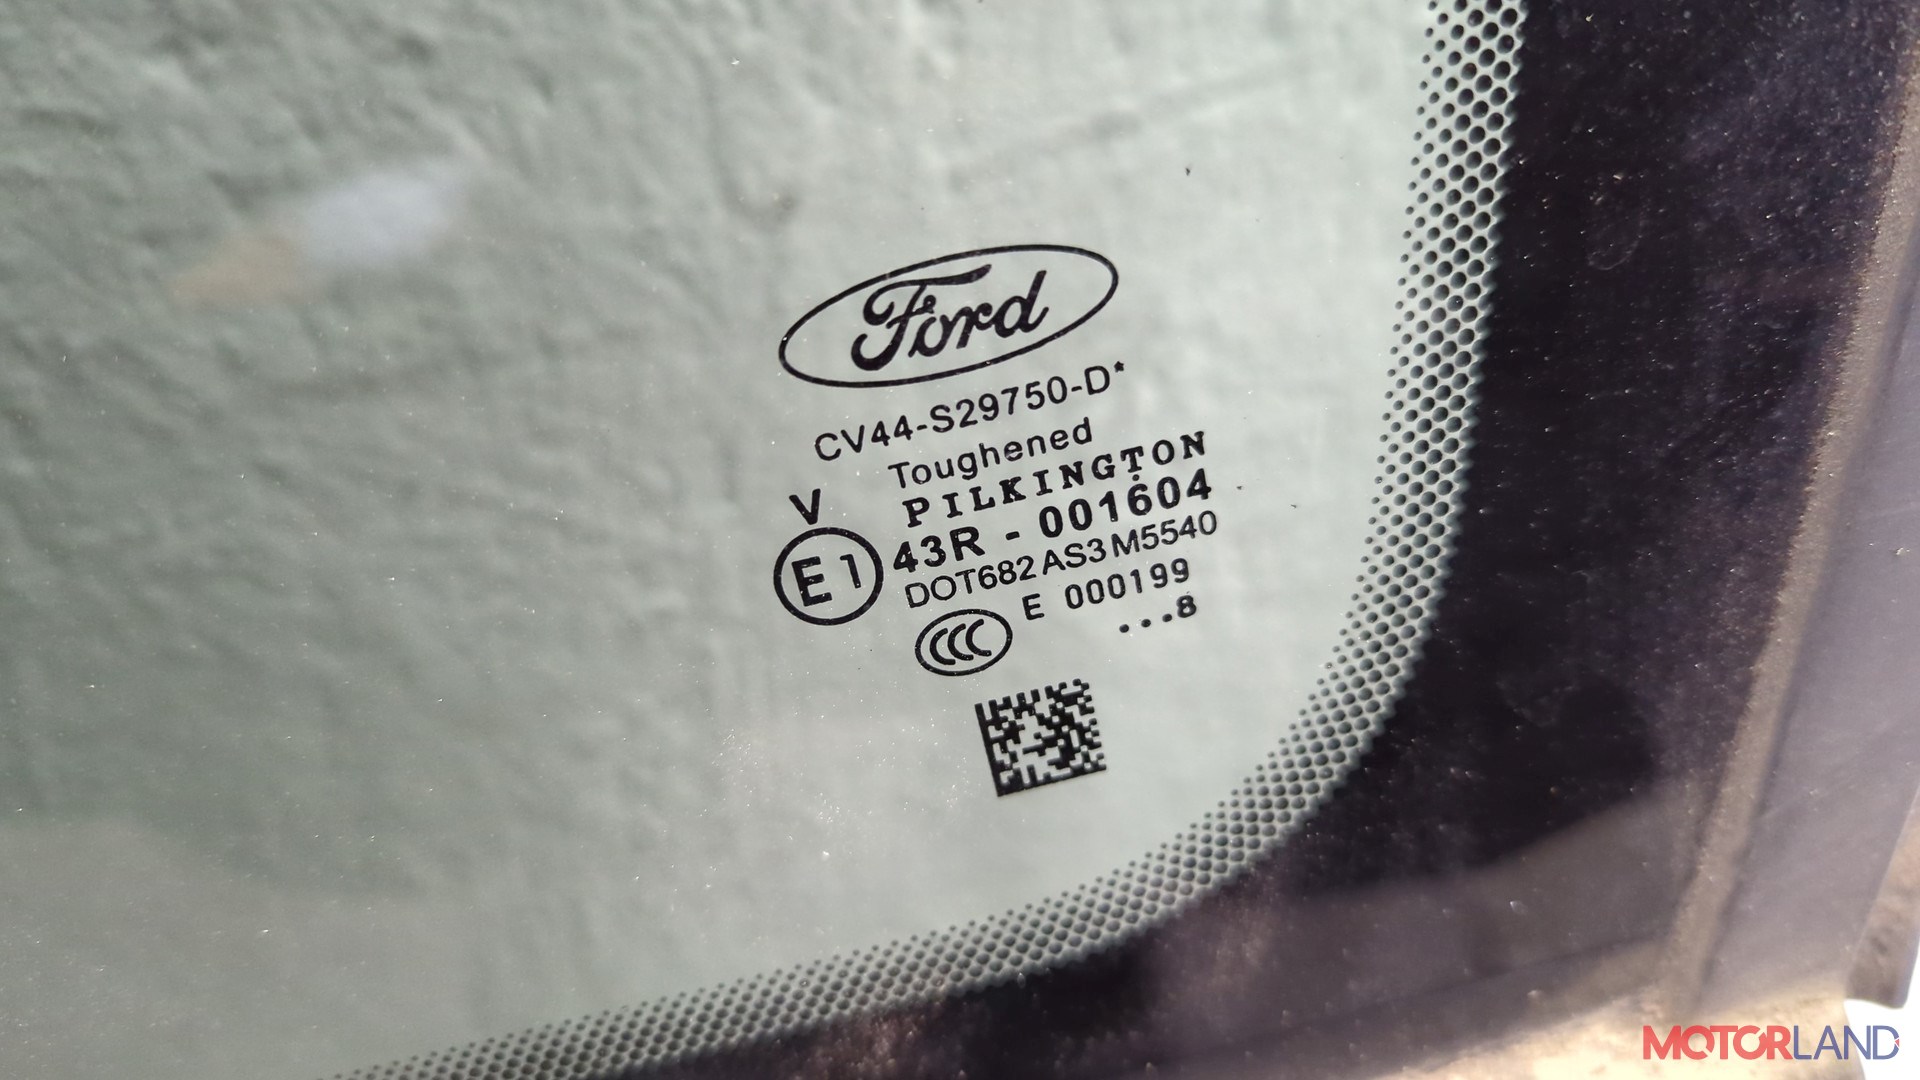 Ford
CV44-S29750-D*
Toughened
PILKINGTON
V
E1
43R - 001604
DOT682 AS3 M5540
CCC
E 000199
...8
MOTORLAND